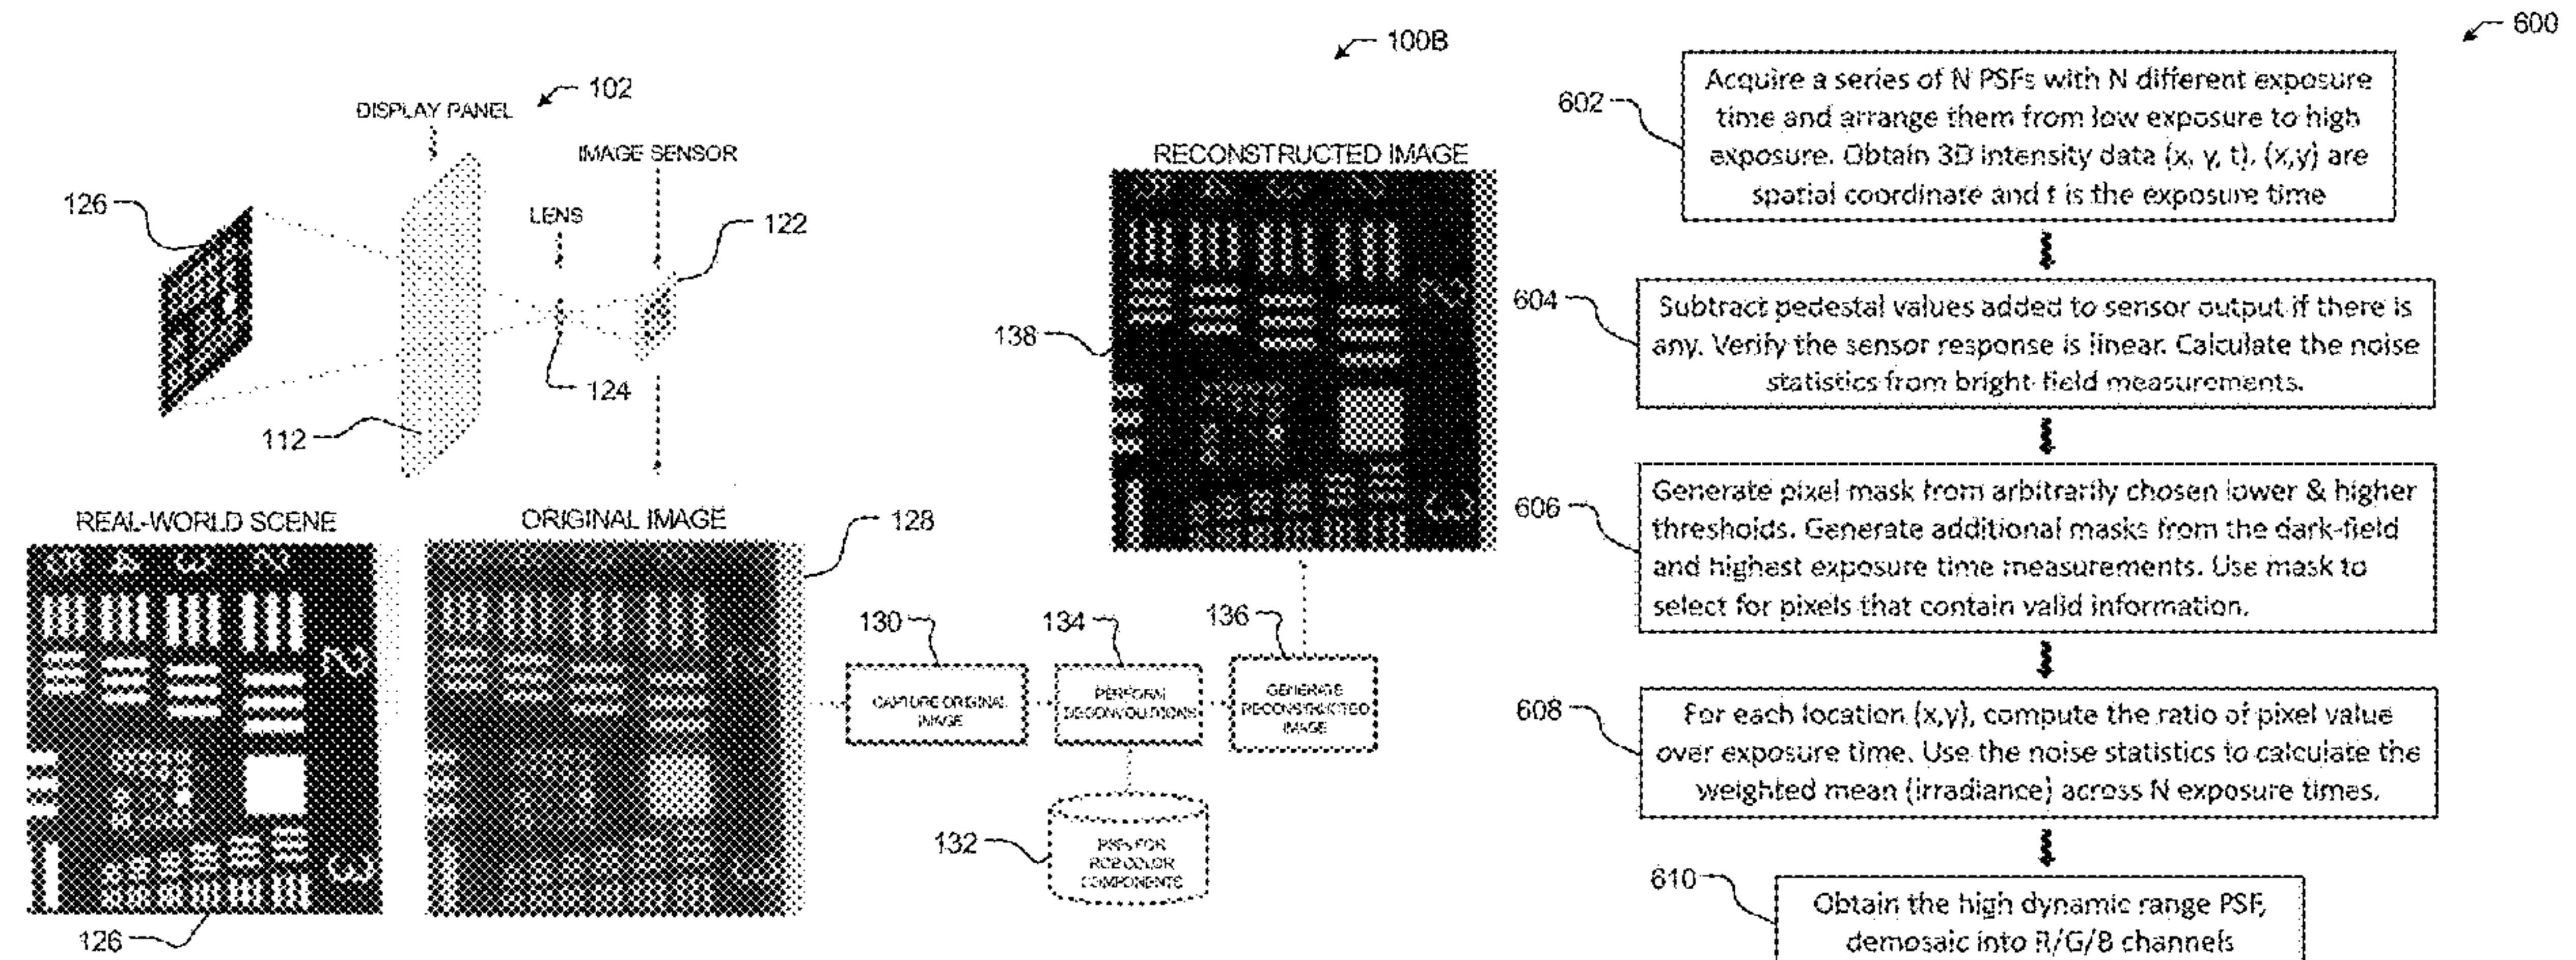 102
DISPLAY PANEL
IMAGE SENSOR
126
LENS
122
124
112
REAL-WORLD SCENE
ORIGINAL IMAGE
128
5 4 3 2
2
3
126
100B
RECONSTRUCTED IMAGE
138
130
134
136
CAPTURE ORIGINAL
IMAGE
PERFORM
DECONVOLUTIONS
GENERATE
RECONSTRUCTED
IMAGE
132
PSFs FOR
RGB COLOR
COMPONENTS
600
602
Acquire a series of N PSFs with N different exposure
time and arrange them from low exposure to high
exposure. Obtain 3D intensity data (x, y, t). (x,y) are
spatial coordinate and t is the exposure time
604
Subtract pedestal values added to sensor output if there is
any. Verify the sensor response is linear. Calculate the noise
statistics from bright-field measurements.
606
Generate pixel mask from arbitrarily chosen lower & higher
thresholds. Generate additional masks from the dark-field
and highest exposure time measurements. Use mask to
select for pixels that contain valid information.
608
For each location (x,y), compute the ratio of pixel value
over exposure time. Use the noise statistics to calculate the
weighted mean (irradiance) across N exposure times.
610
Obtain the high dynamic range PSF,
demosaic into R/G/B channels